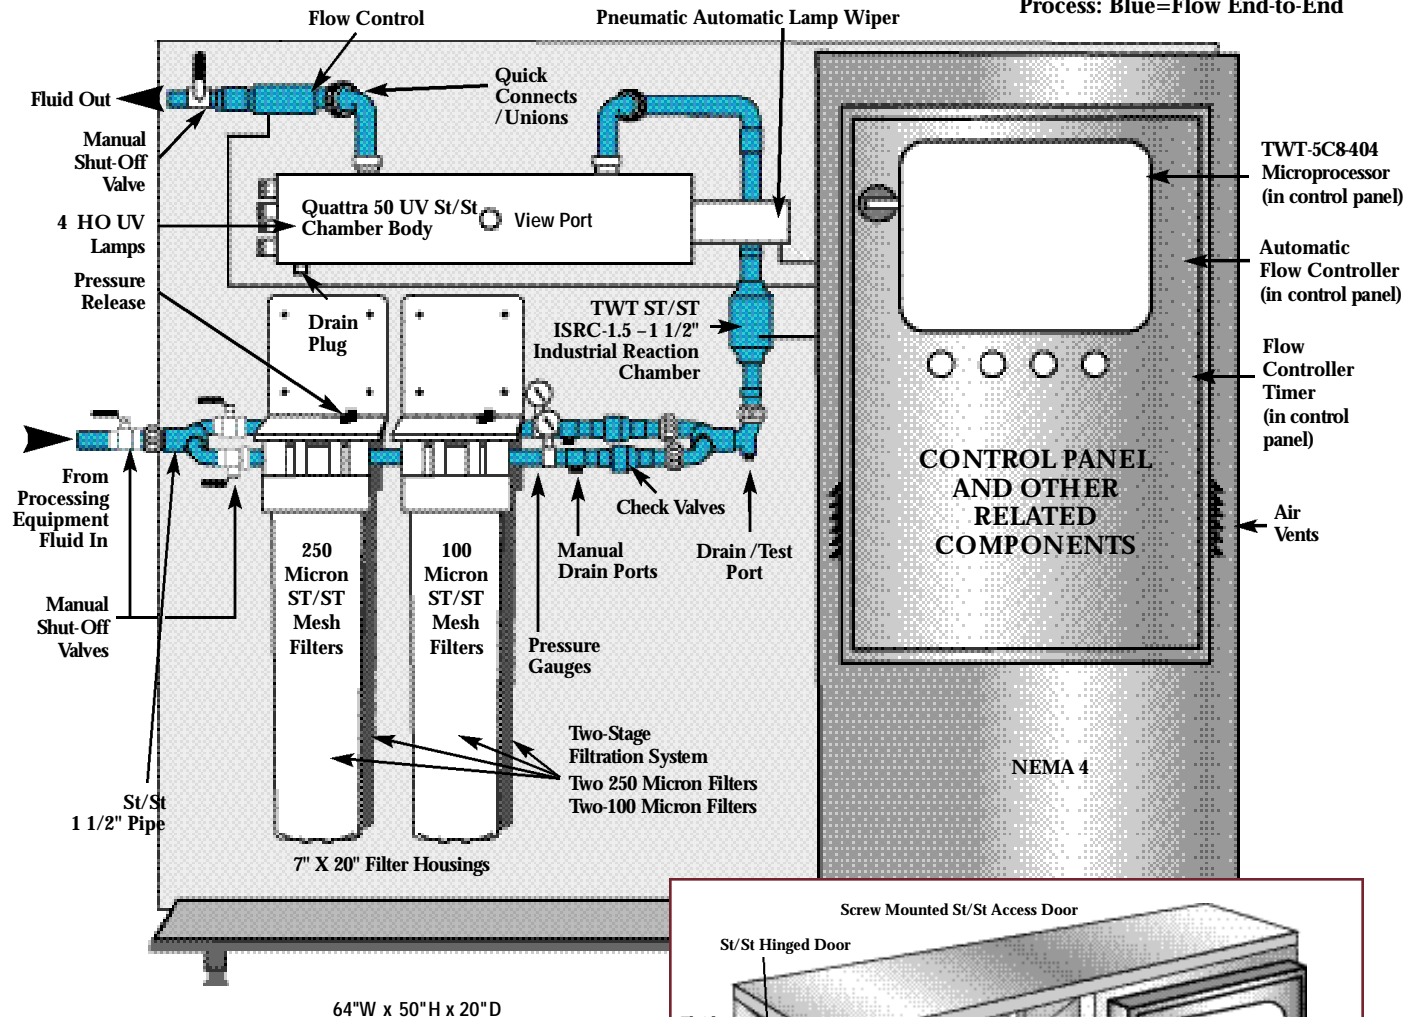 Process: Blue=Flow End-to-End
Flow Control
Pneumatic Automatic Lamp Wiper
Quick
Connects
/Unions
Fluid Out
Manual
Shut-Off
Valve
4 HO UV
Lamps
Pressure
Release
Quattra 50 UV St/St
Chamber Body
View Port
Drain
Plug
TWT ST/ST
ISRC-1.5 –1 1/2"
Industrial Reaction
Chamber
TWT-5C8-404
Microprocessor
(in control panel)
Automatic
Flow Controller
(in control panel)
Flow
Controller
Timer
(in control
panel)
CONTROL PANEL
AND OTHER
RELATED
COMPONENTS
Air
Vents
NEMA 4
From
Processing
Equipment
Fluid In
Manual
Shut-Off
Valves
St/St
1 1/2" Pipe
250
Micron
ST/ST
Mesh
Filters
100
Micron
ST/ST
Mesh
Filters
Check Valves
Manual
Drain Ports
Drain/Test
Port
Pressure
Gauges
Two-Stage
Filtration System
Two 250 Micron Filters
Two-100 Micron Filters
7" X 20" Filter Housings
64"W x 50"H x 20"D
Screw Mounted St/St Access Door
St/St Hinged Door